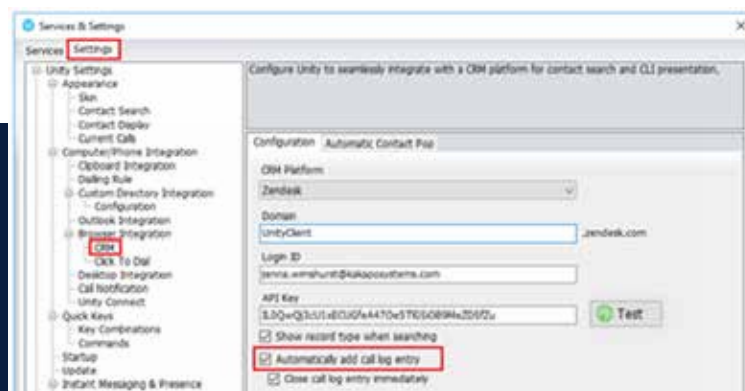 Services & Settings
Services Settings
Unity Settings
Appearance
Skin
Contact Search
Contact Display
Current Calls
Computer/Phone Integration
Clipboard Integration
Dialing Rule
Custom Directory Integration
Configuration
Outlook Integration
Browser Integration
CRM
Click To Dial
Desktop Integration
Call Notification
Unity Connect
Quick Keys
Key Combinations
Commands
Startup
Update
Instant Messaging & Presence
Configure Unity to seamlessly integrate with a CRM platform for contact search and CLI presentation.
Configuration Automatic Contact Pop
CRM Platform
Zendesk
Domain
UnityClient .zendesk.com
Login ID
jenna.wimshurst@kakaposystems.com
API Key
Test
Show record type when searching
Automatically add call log entry
Close call log entry immediately